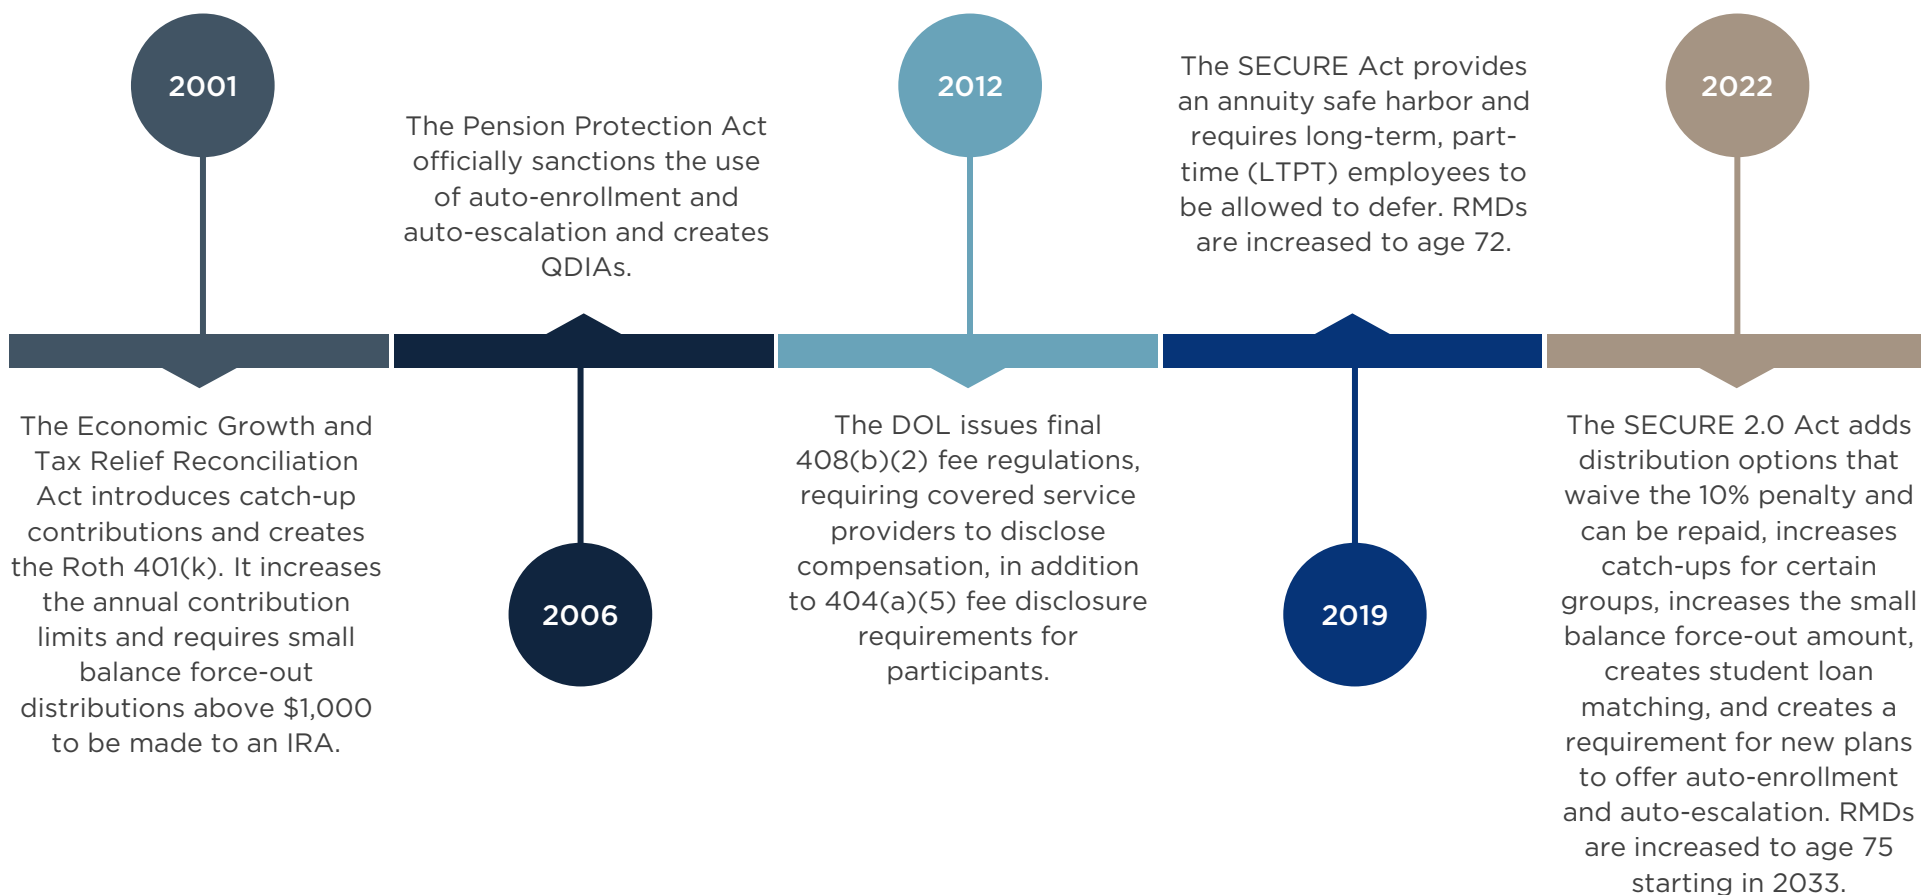 2001
The Economic Growth and
Tax Relief Reconciliation
Act introduces catch-up
contributions and creates
the Roth 401(k). It increases
the annual contribution
limits and requires small
balance force-out
distributions above $1,000
to be made to an IRA.
The Pension Protection Act
officially sanctions the use
of auto-enrollment and
auto-escalation and creates
QDIAs.
2006
2012
The DOL issues final
408(b)(2) fee regulations,
requiring covered service
providers to disclose
compensation, in addition
to 404(a)(5) fee disclosure
requirements for
participants.
The SECURE Act provides
an annuity safe harbor and
requires long-term, part-
time (LTPT) employees to
be allowed to defer. RMDs
are increased to age 72.
2019
2022
The SECURE 2.0 Act adds
distribution options that
waive the 10% penalty and
can be repaid, increases
catch-ups for certain
groups, increases the small
balance force-out amount,
creates student loan
matching, and creates a
requirement for new plans
to offer auto-enrollment
and auto-escalation. RMDs
are increased to age 75
starting in 2033.